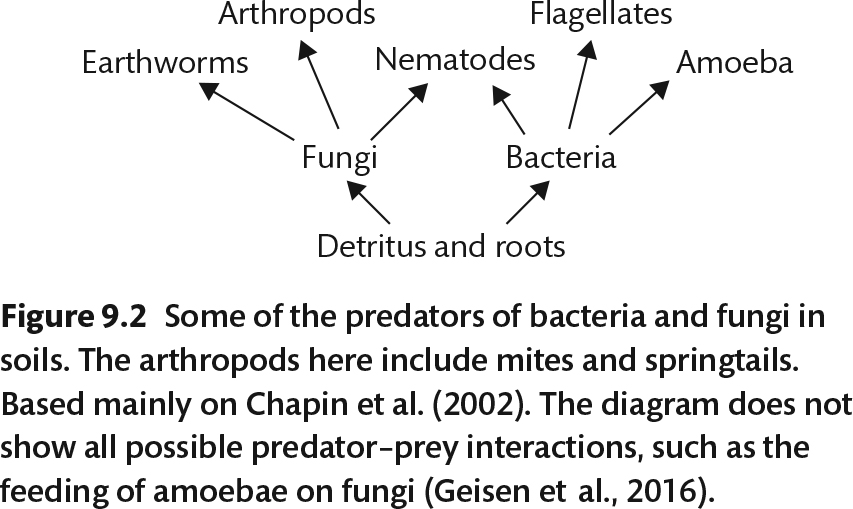 Arthropods Flagellates
Earthworms Nematodes Amoeba
Fungi Bacteria
Detritus and roots
Figure 9.2 Some of the predators of bacteria and fungi in
soils. The arthropods here include mites and springtails.
Based mainly on Chapin et al. (2002). The diagram does not
show all possible predator–prey interactions, such as the
feeding of amoebae on fungi (Geisen et al., 2016).